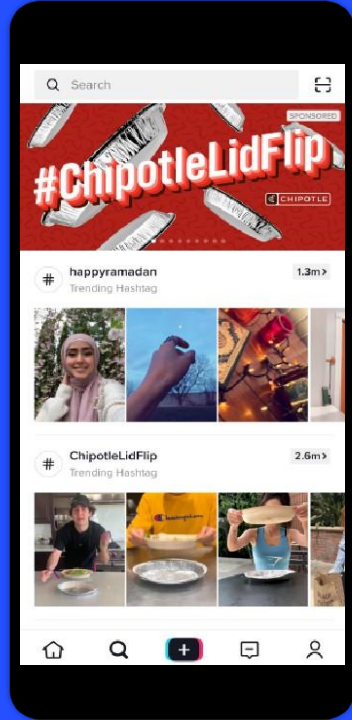 Search
SPONSORED
#ChipotleLidFlip
CHIPOTLE
happyramadan
1.3m >
Trending Hashtag
ChipotleLidFlip
2.6m >
Trending Hashtag
Champion